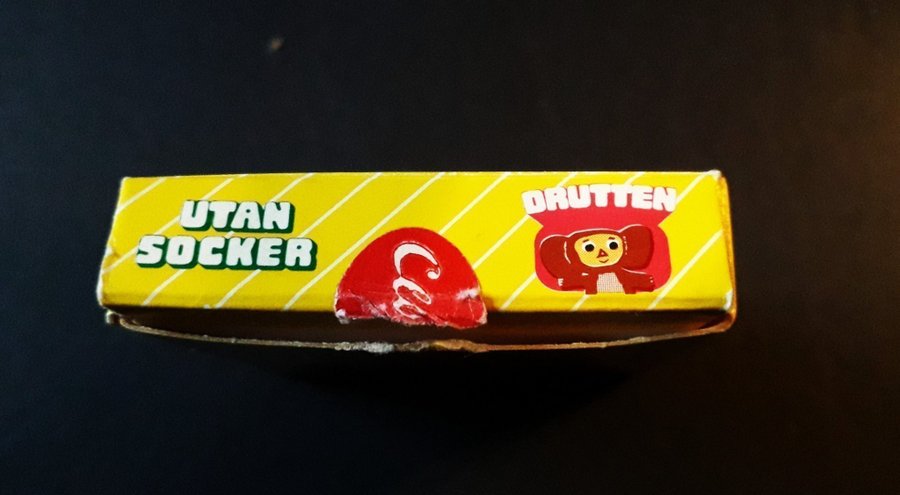 UTAN
SOCKER
DRUTTEN